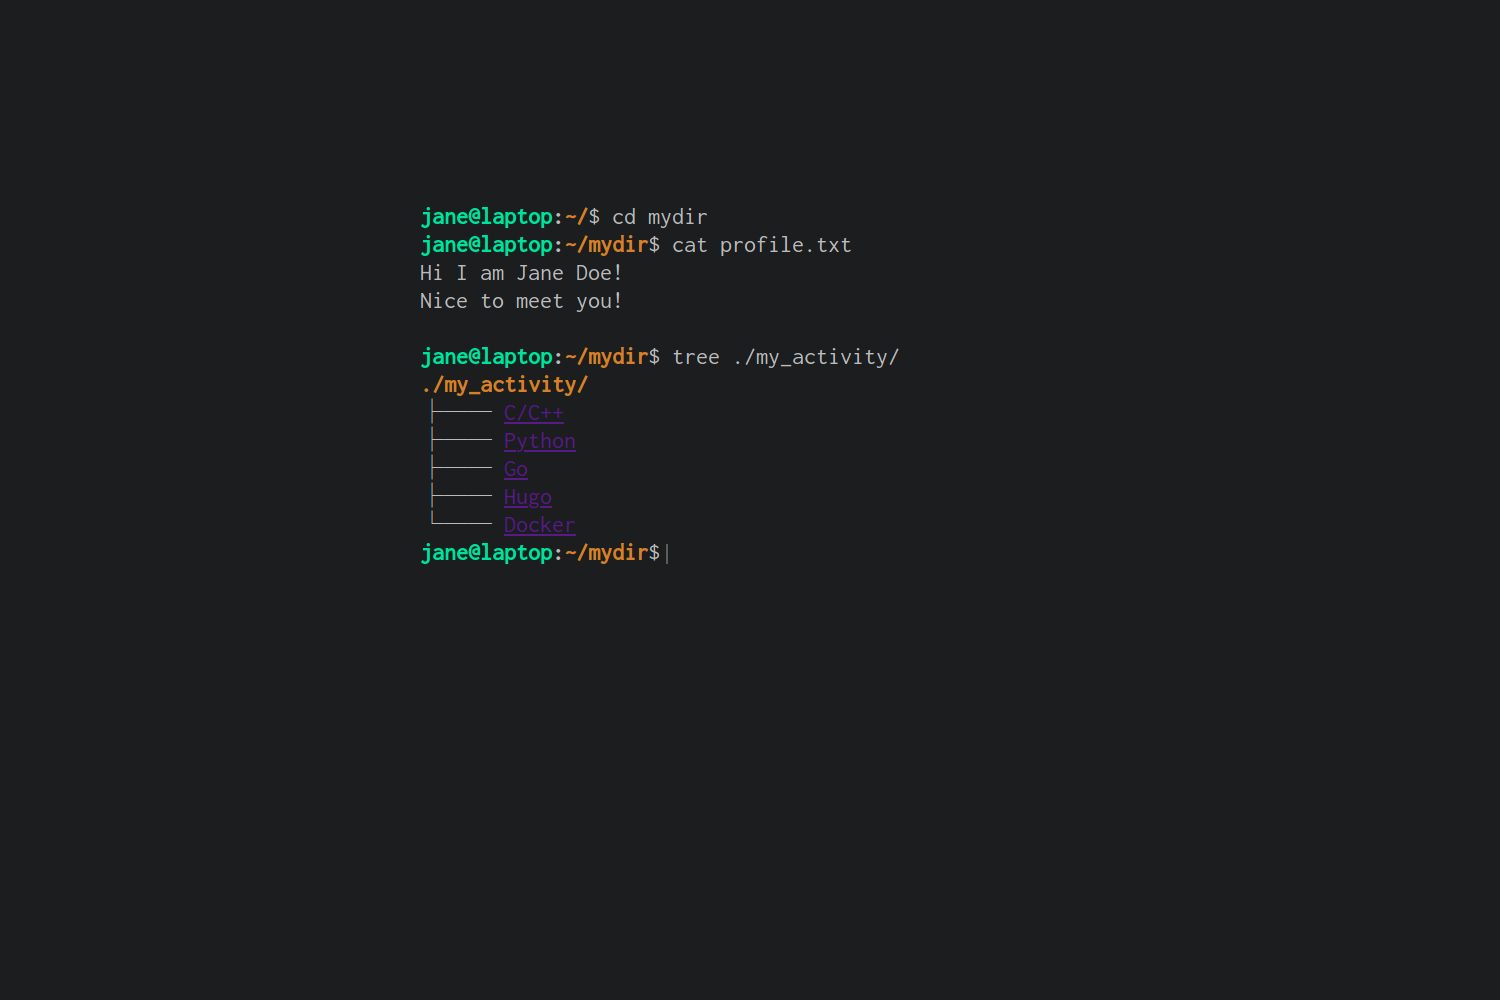 jane@laptop:~/$ cd mydir
jane@laptop:~/mydir$ cat profile.txt
Hi I am Jane Doe!
Nice to meet you!
jane@laptop:~/mydir$ tree ./my_activity/
./my_activity/
├──── C/C++
├──── Python
├──── Go
├──── Hugo
└──── Docker
jane@laptop:~/mydir$